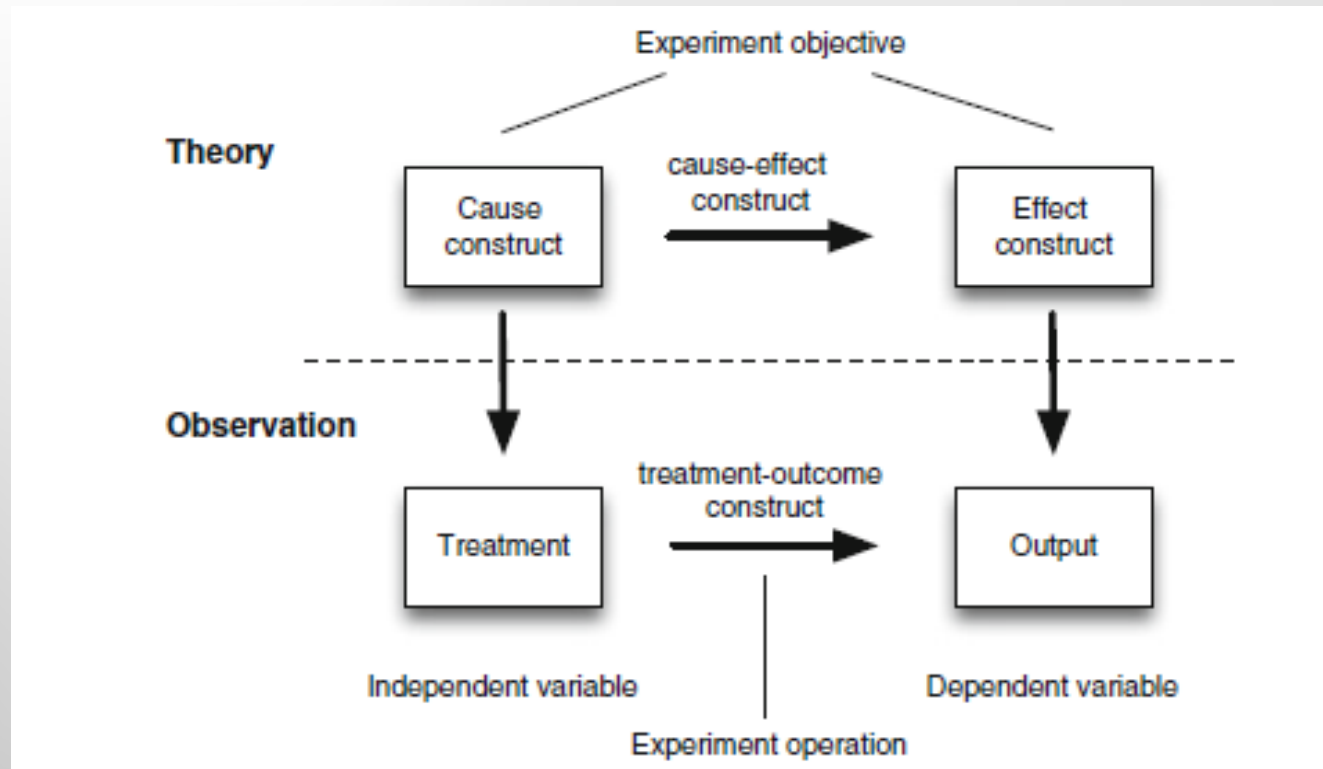 Experiment objective
Theory
cause-effect
construct
Cause
construct
Effect
construct
Observation
treatment-outcome
construct
Treatment
Output
Independent variable
Dependent variable
Experiment operation